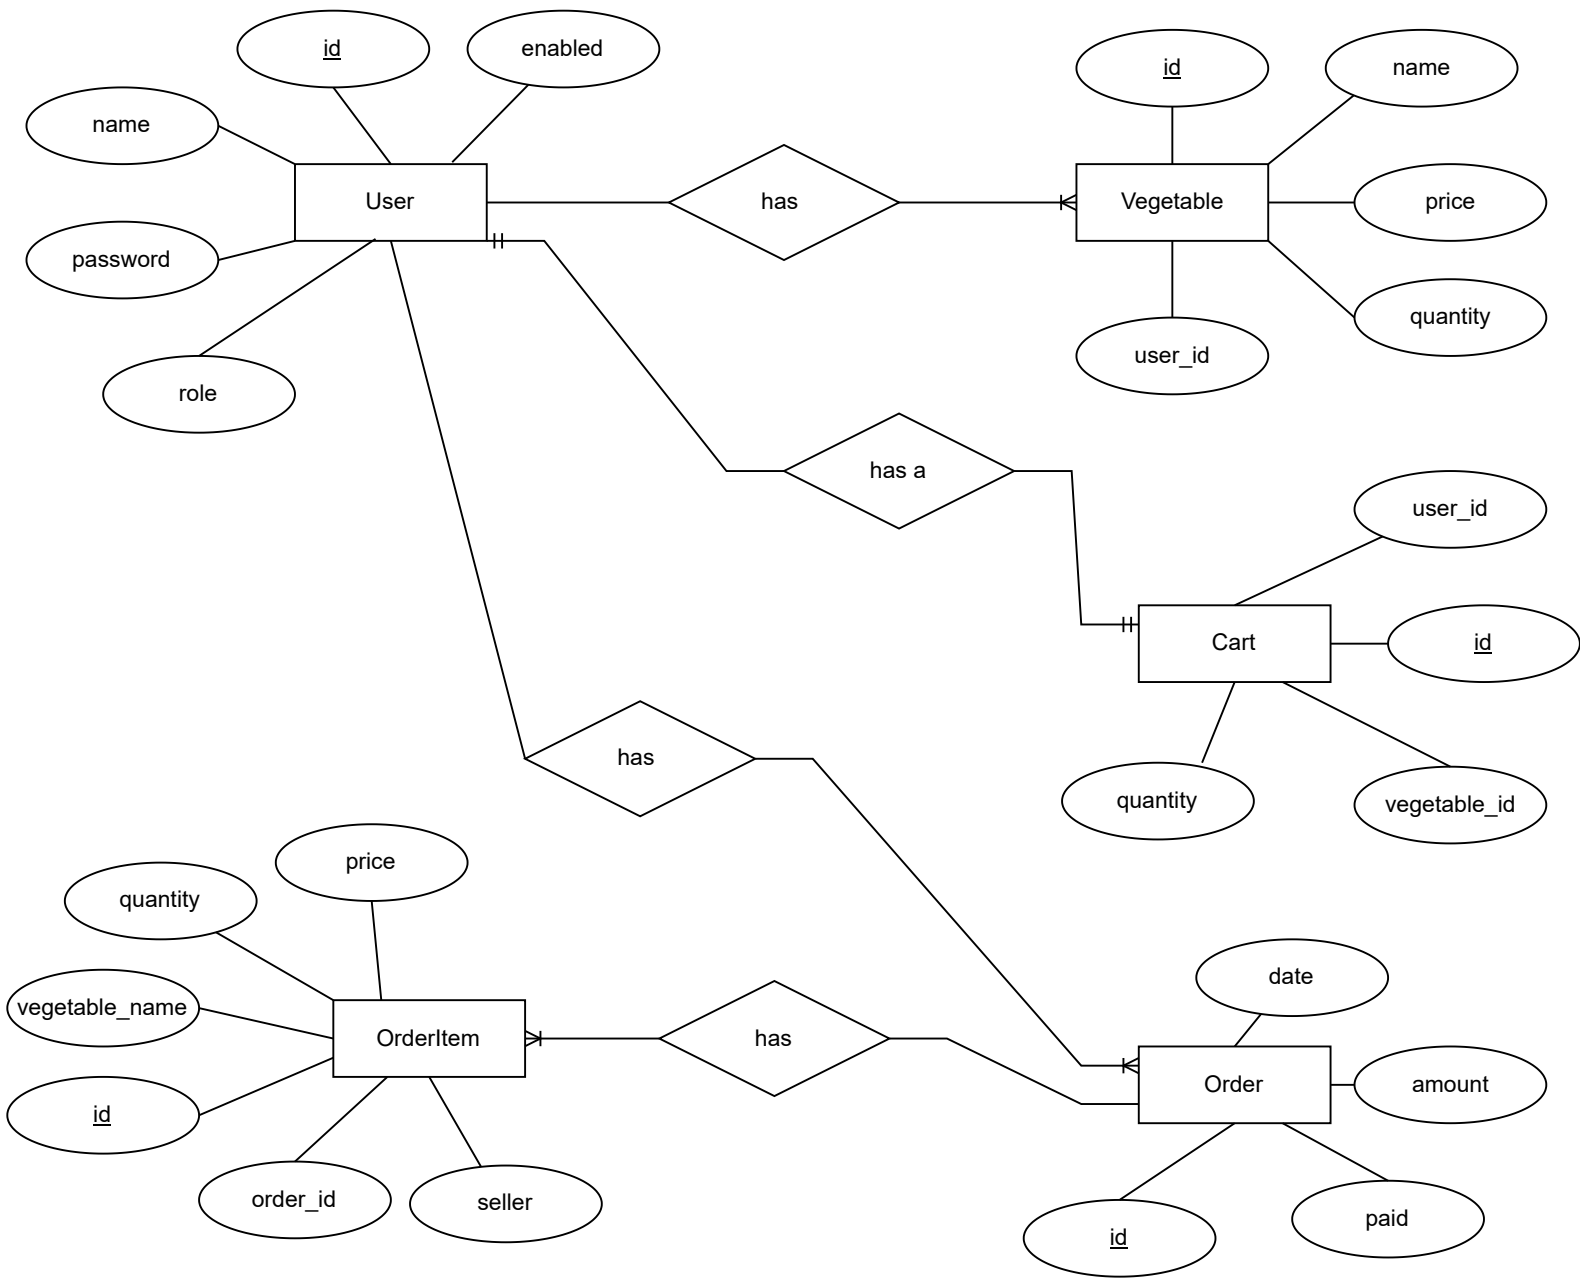 id
enabled
id
name
name
User
has
Vegetable
price
password
quantity
user_id
role
has a
user_id
Cart
id
has
quantity
vegetable_id
price
quantity
date
vegetable_name
OrderItem
has
Order
amount
id
order_id
seller
paid
id